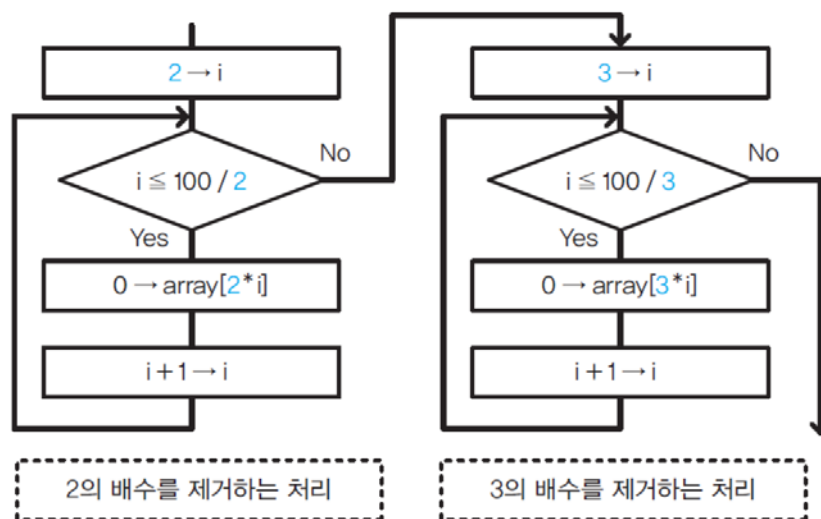 2 → i
i ≦ 100 / 2
No
Yes
0 → array[2*i]
i + 1 → i
2의 배수를 제거하는 처리
3 → i
i ≦ 100 / 3
No
Yes
0 → array[3*i]
i + 1 → i
3의 배수를 제거하는 처리